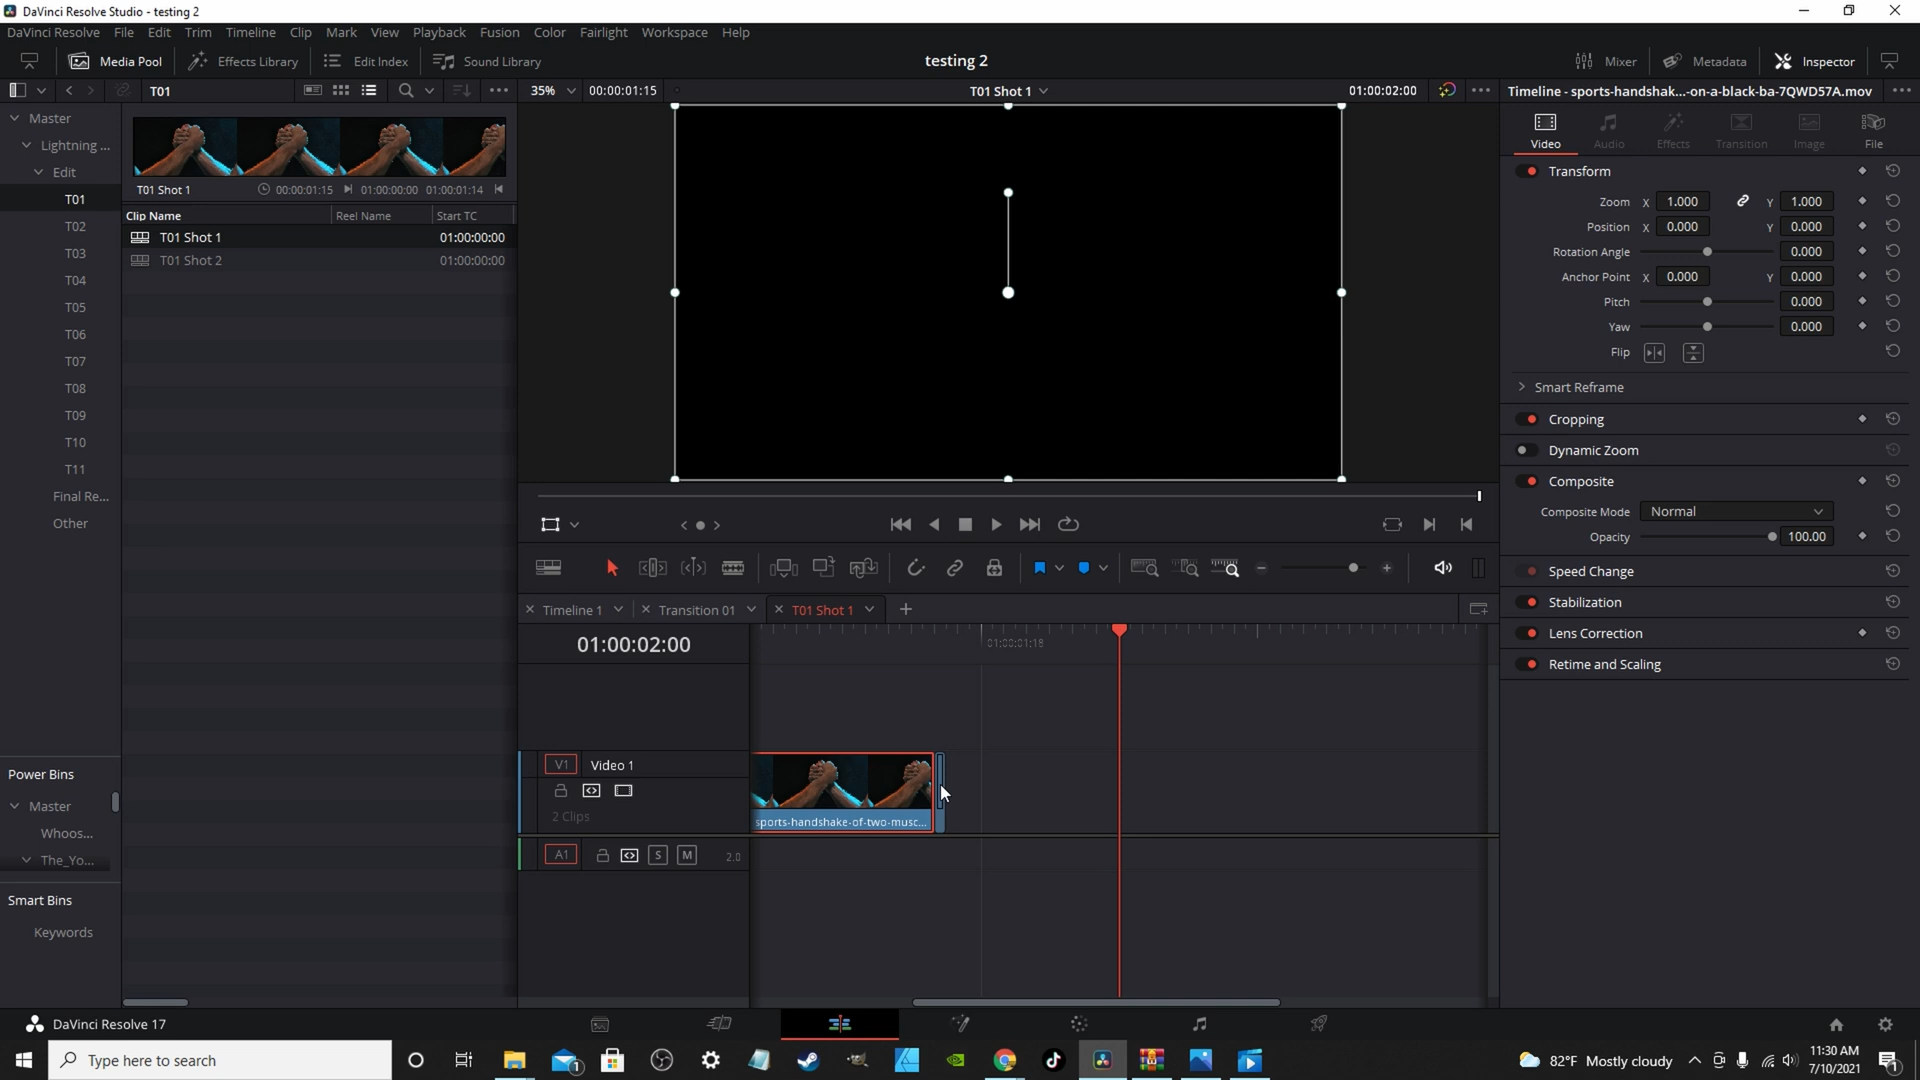 DaVinci Resolve Studio - testing 2
DaVinci Resolve File Edit Trim Timeline Clip Mark View Playback Fusion Color Fairlight Workspace Help
Media Pool Effects Library Edit Index Sound Library testing 2 Mixer Metadata Inspector
T01 35% 00:00:01:15 T01 Shot 1 01:00:02:00 Timeline - sports-handshak...-on-a-black-ba-7QWD57A.mov
Master
Lightning ...
Edit
T01
T02
T03
T04
T05
T06
T07
T08
T09
T10
T11
Final Re...
Other
Power Bins
Master
Whoos...
The_Yo...
Smart Bins
Keywords
T01 Shot 1 00:00:01:15 01:00:00:00 01:00:01:14
Clip Name Reel Name Start TC
T01 Shot 1 01:00:00:00
T01 Shot 2 01:00:00:00
Timeline 1 Transition 01 T01 Shot 1
01:00:02:00 01:00:01:18
V1 Video 1
2 Clips
sports-handshake-of-two-musc...
A1 S M 2.0
Video Audio Effects Transition Image File
Transform
Zoom X 1.000 Y 1.000
Position X 0.000 Y 0.000
Rotation Angle 0.000
Anchor Point X 0.000 Y 0.000
Pitch 0.000
Yaw 0.000
Flip
Smart Reframe
Cropping
Dynamic Zoom
Composite
Composite Mode Normal
Opacity 100.00
Speed Change
Stabilization
Lens Correction
Retime and Scaling
DaVinci Resolve 17
Type here to search 1 82°F Mostly cloudy 11:30 AM
7/10/2021 1